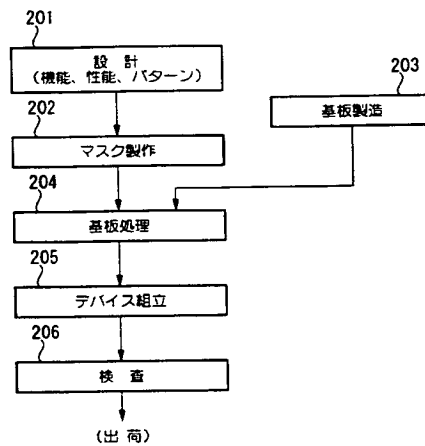 201
設 計
(機能、性能、パターン)
202
マスク製作
203
基板製造
204
基板処理
205
デバイス組立
206
検 査
(出 荷)